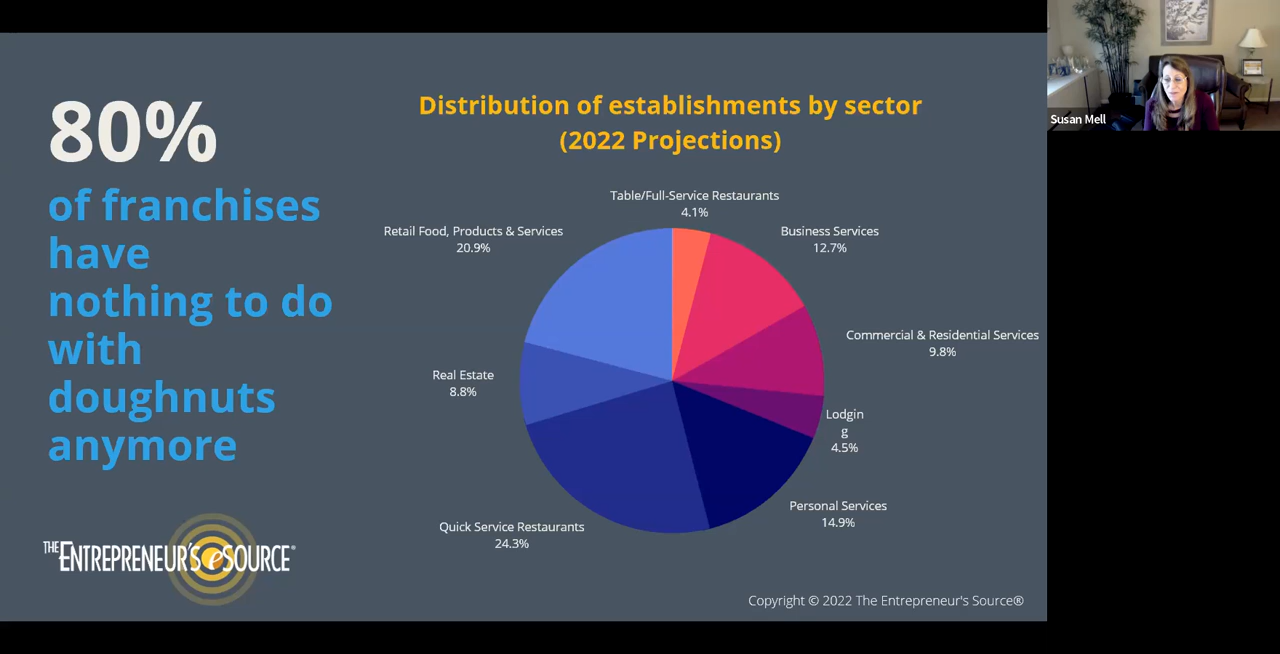 80%
of franchises
have
nothing to do
with
doughnuts
anymore
THE ENTREPRENEUR'S eSOURCE®
Distribution of establishments by sector
(2022 Projections)
Table/Full-Service Restaurants
4.1%
Business Services
12.7%
Commercial & Residential Services
9.8%
Lodgin
g
4.5%
Personal Services
14.9%
Quick Service Restaurants
24.3%
Real Estate
8.8%
Retail Food, Products & Services
20.9%
Copyright © 2022 The Entrepreneur's Source®
Susan Mell